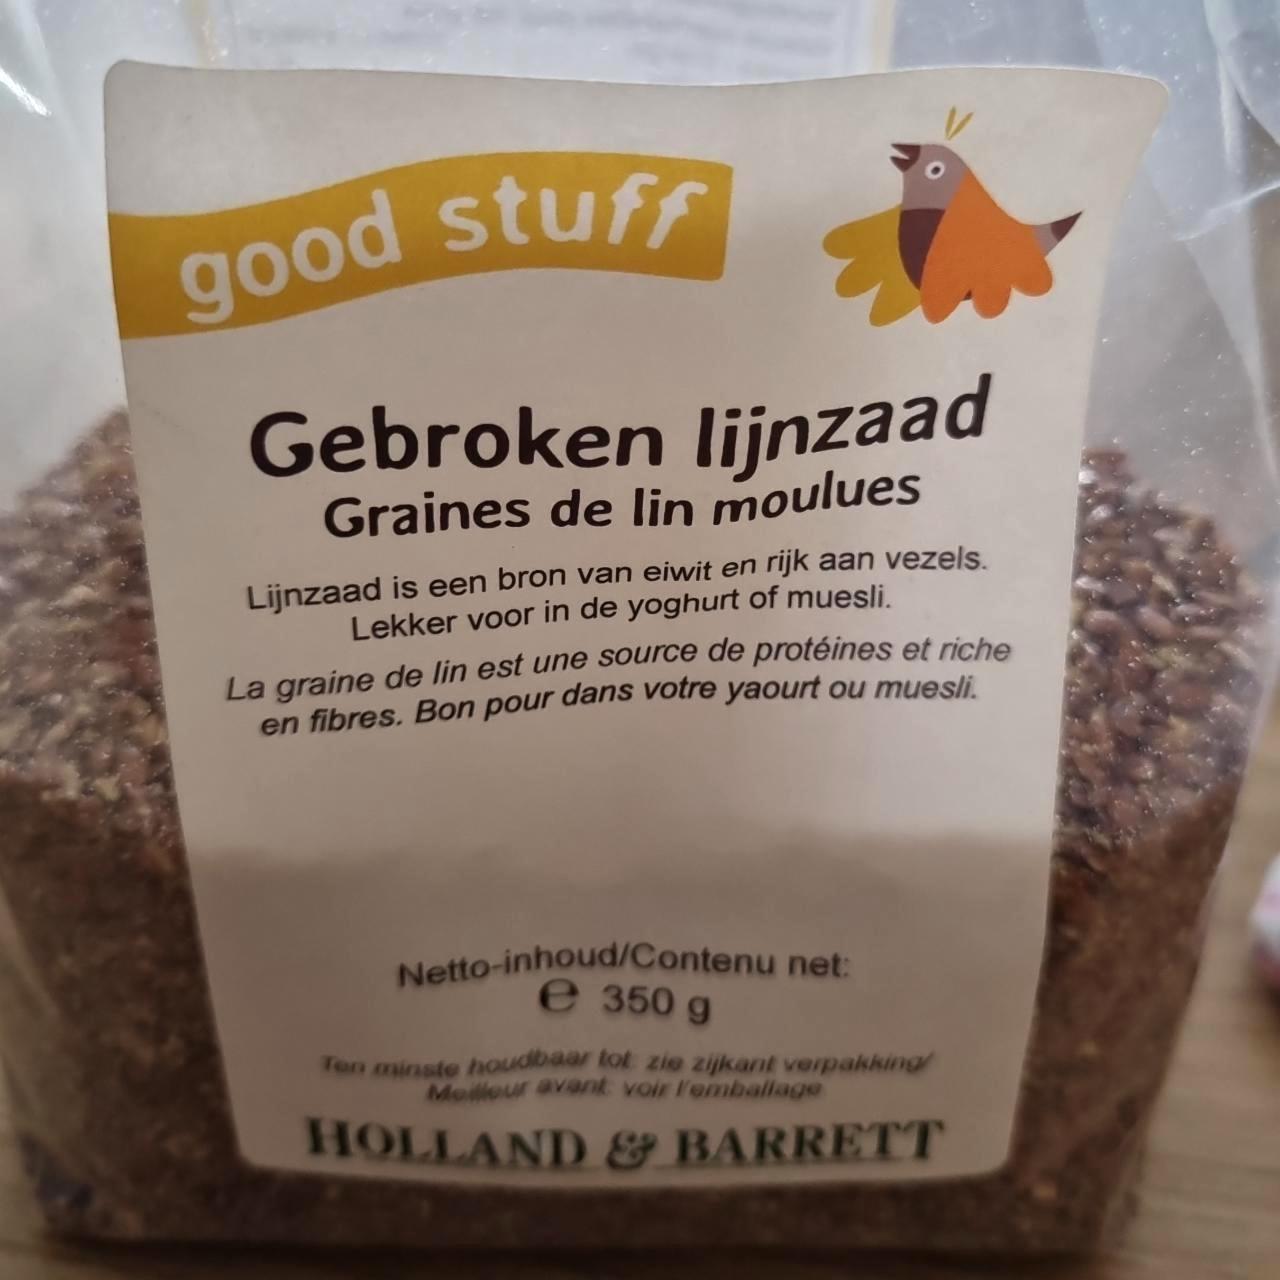 good stuff
Gebroken lijnzaad
Graines de lin moulues
Lijnzaad is een bron van eiwit en rijk aan vezels.
Lekker voor in de yoghurt of muesli.
La graine de lin est une source de protéines et riche
en fibres. Bon pour dans votre yaourt ou muesli.
Netto-inhoud/Contenu net:
℮ 350 g
Ten minste houdbaar tot: zie zijkant verpakking/
Meilleur avant: voir l'emballage
HOLLAND & BARRETT